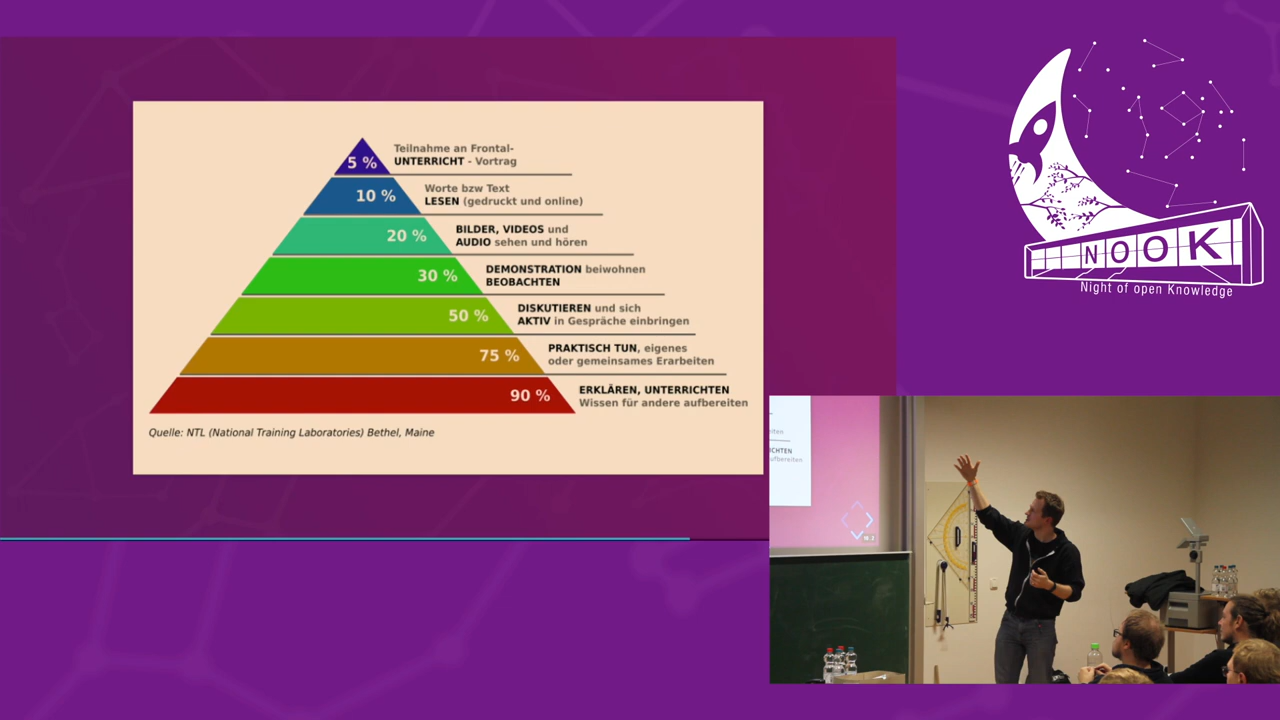 5 %
Teilnahme an Frontal-
UNTERRICHT - Vortrag
10 %
Worte bzw Text
LESEN (gedruckt und online)
20 %
BILDER, VIDEOS und
AUDIO sehen und hören
30 %
DEMONSTRATION beiwohnen
BEOBACHTEN
50 %
DISKUTIEREN und sich
AKTIV in Gespräche einbringen
75 %
PRAKTISCH TUN, eigenes
oder gemeinsames Erarbeiten
90 %
ERKLÄREN, UNTERRICHTEN
Wissen für andere aufbereiten
Quelle: NTL (National Training Laboratories) Bethel, Maine
NOOK
Night of open Knowledge